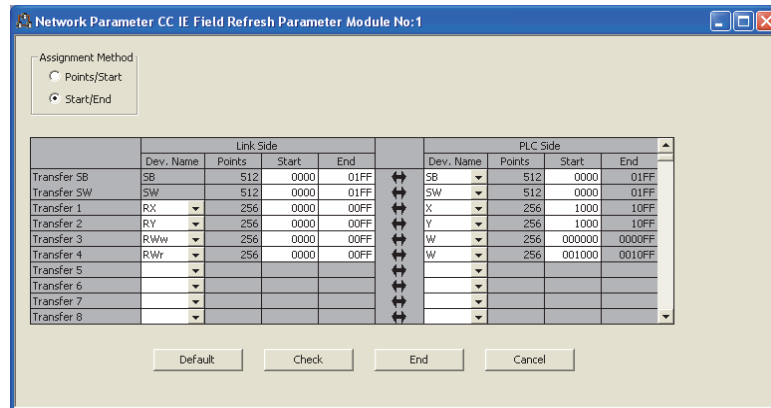 Network Parameter CC IE Field Refresh Parameter Module No:1
Assignment Method
Points/Start
Start/End
Link Side PLC Side
Dev. Name Points Start End Dev. Name Points Start End
Transfer SB SB 512 0000 01FF SB 512 0000 01FF
Transfer SW SW 512 0000 01FF SW 512 0000 01FF
Transfer 1 RX 256 0000 00FF X 256 1000 10FF
Transfer 2 RY 256 0000 00FF Y 256 1000 10FF
Transfer 3 RWw 256 0000 00FF W 256 000000 0000FF
Transfer 4 RWr 256 0000 00FF W 256 001000 0010FF
Transfer 5
Transfer 6
Transfer 7
Transfer 8
Default Check End Cancel